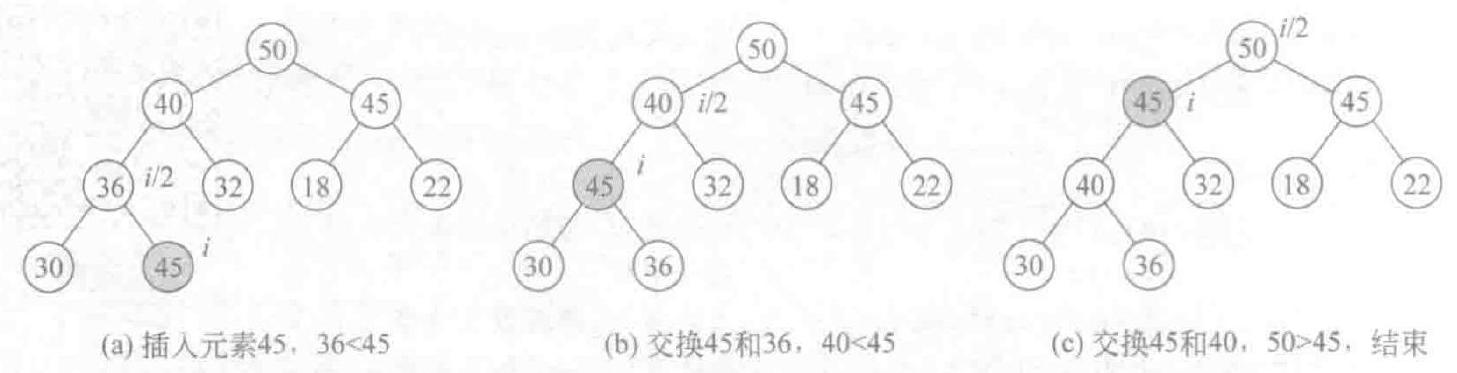 50
40 45
36 i/2 32 18 22
30 45 i
(a) 插入元素45，36<45
50
40 i/2 45
45 i 32 18 22
30 36
(b) 交换45和36，40<45
50 i/2
45 i 45
40 32 18 22
30 36
(c) 交换45和40，50>45，结束